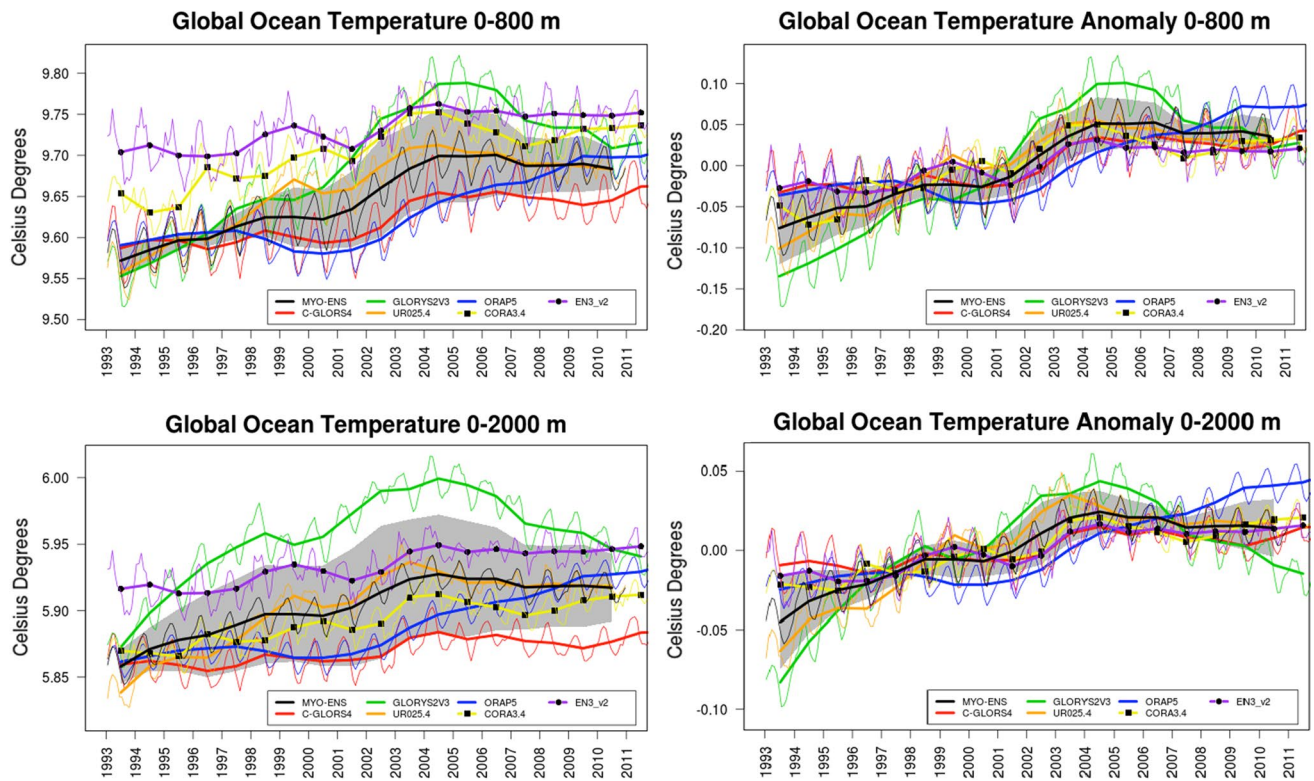 Global Ocean Temperature 0-800 m
Celsius Degrees
9.80
9.75
9.70
9.65
9.60
9.55
9.50
MYO-ENS GLORYS2V3 ORAP5 EN3_v2
C-GLORS4 UR025.4 CORA3.4
1993 1994 1995 1996 1997 1998 1999 2000 2001 2002 2003 2004 2005 2006 2007 2008 2009 2010 2011
Global Ocean Temperature Anomaly 0-800 m
Celsius Degrees
0.10
0.05
0.00
-0.05
-0.10
-0.15
-0.20
MYO-ENS GLORYS2V3 ORAP5 EN3_v2
C-GLORS4 UR025.4 CORA3.4
1993 1994 1995 1996 1997 1998 1999 2000 2001 2002 2003 2004 2005 2006 2007 2008 2009 2010 2011
Global Ocean Temperature 0-2000 m
Celsius Degrees
6.00
5.95
5.90
5.85
MYO-ENS GLORYS2V3 ORAP5 EN3_v2
C-GLORS4 UR025.4 CORA3.4
1993 1994 1995 1996 1997 1998 1999 2000 2001 2002 2003 2004 2005 2006 2007 2008 2009 2010 2011
Global Ocean Temperature Anomaly 0-2000 m
Celsius Degrees
0.05
0.00
-0.05
-0.10
MYO-ENS GLORYS2V3 ORAP5 EN3_v2
C-GLORS4 UR025.4 CORA3.4
1993 1994 1995 1996 1997 1998 1999 2000 2001 2002 2003 2004 2005 2006 2007 2008 2009 2010 2011